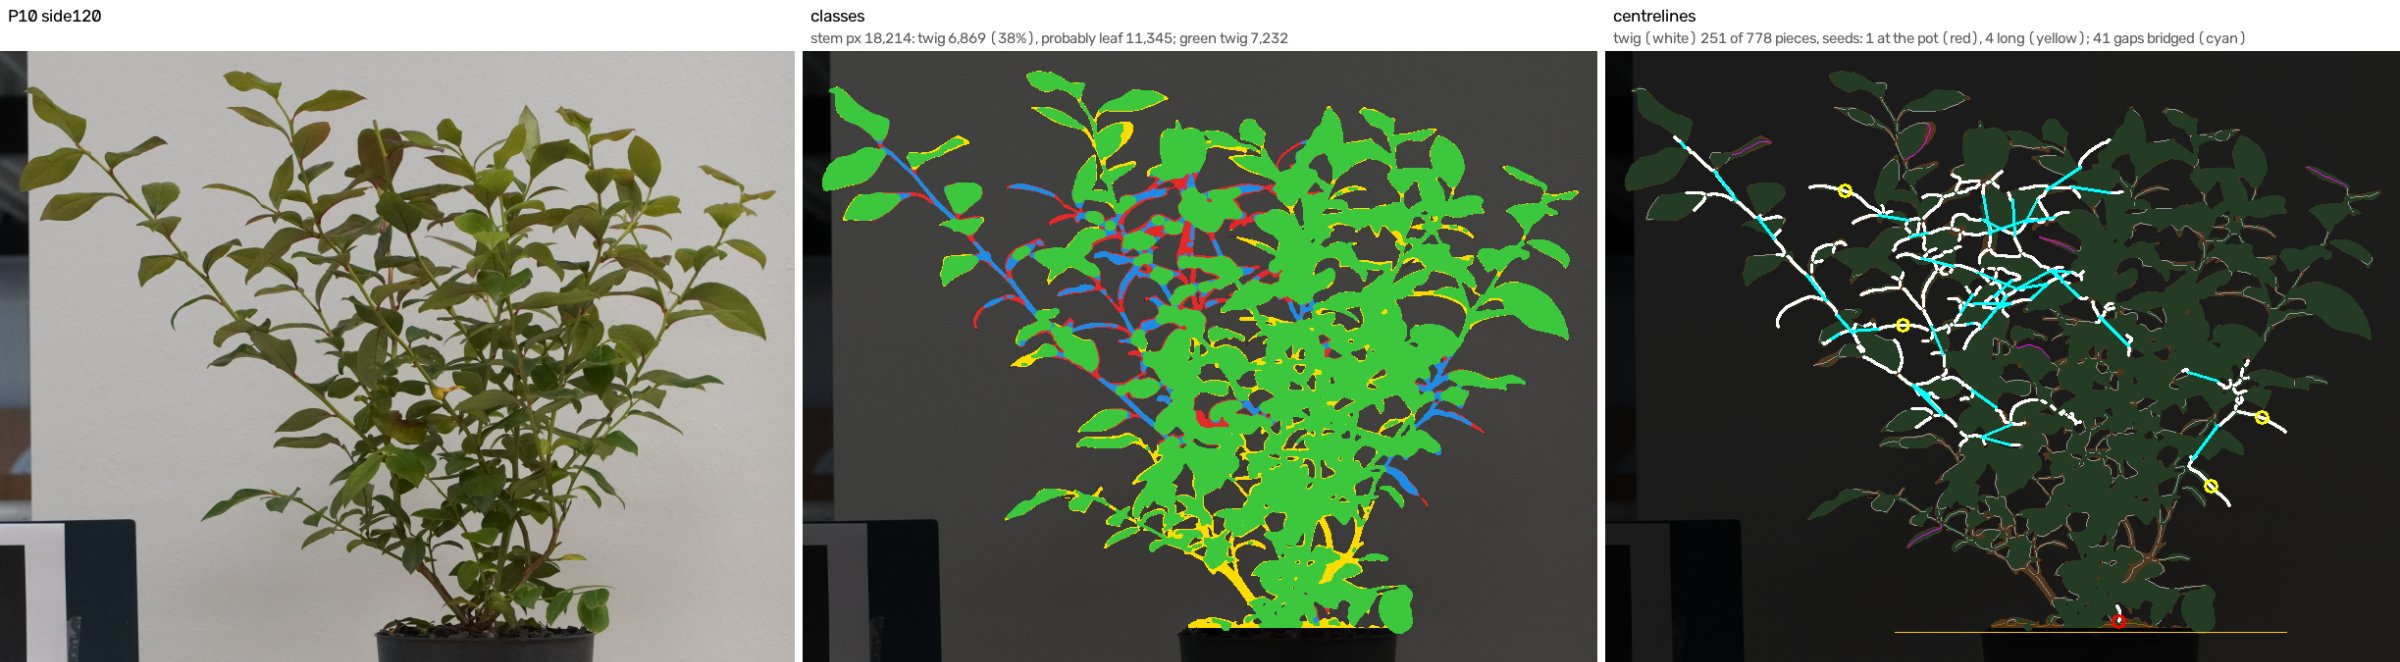 P10 side120
classes
stem px 18,214: twig 6,869 (38%), probably leaf 11,345; green twig 7,232
centrelines
twig (white) 251 of 778 pieces, seeds: 1 at the pot (red), 4 long (yellow); 41 gaps bridged (cyan)